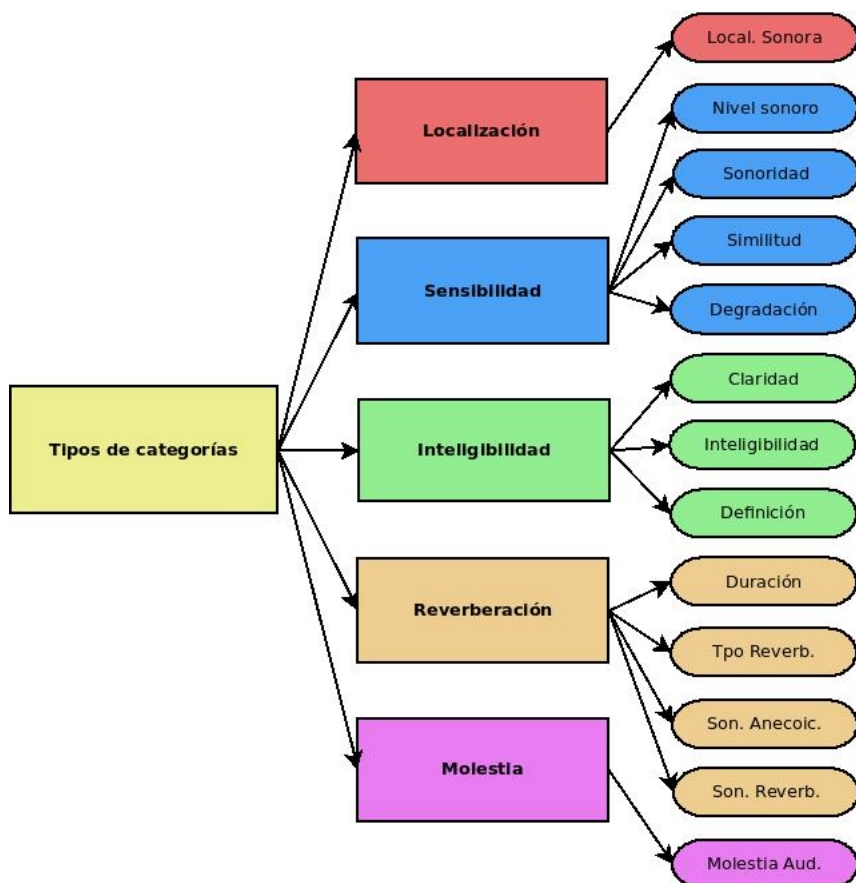 Tipos de categorías
Localización
Local. Sonora
Sensibilidad
Nivel sonoro
Sonoridad
Similitud
Degradación
Inteligibilidad
Claridad
Inteligibilidad
Definición
Reverberación
Duración
Tpo Reverb.
Son. Anecoic.
Son. Reverb.
Molestia
Molestia Aud.